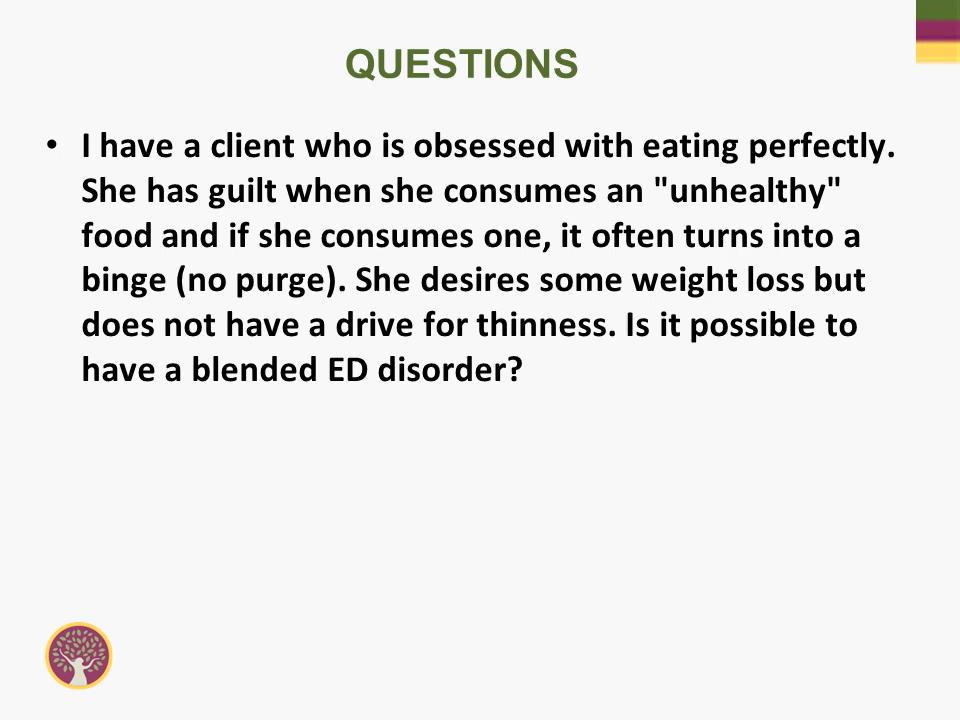 QUESTIONS
• I have a client who is obsessed with eating perfectly.
She has guilt when she consumes an "unhealthy"
food and if she consumes one, it often turns into a
binge (no purge). She desires some weight loss but
does not have a drive for thinness. Is it possible to
have a blended ED disorder?